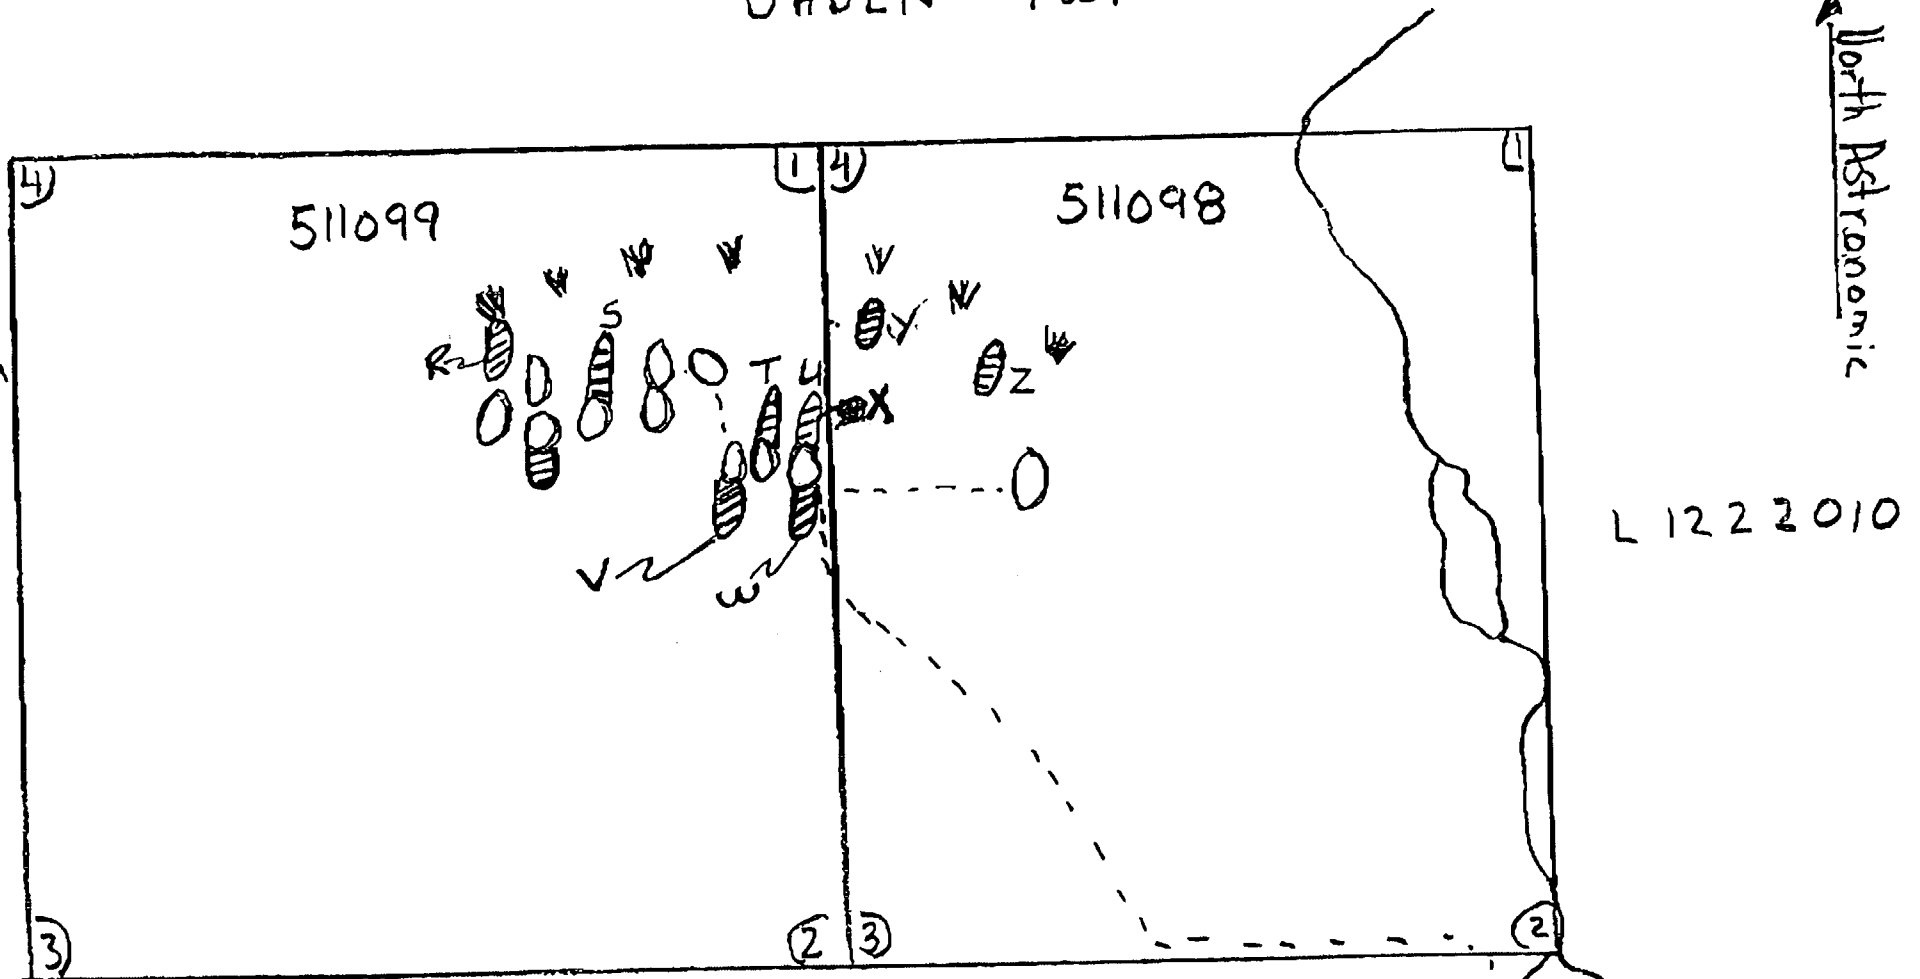 North Astronomic
4 1 4 1
511099 511098
S
R T U Y Z
X
L 1222010
V W
3 2 3 2